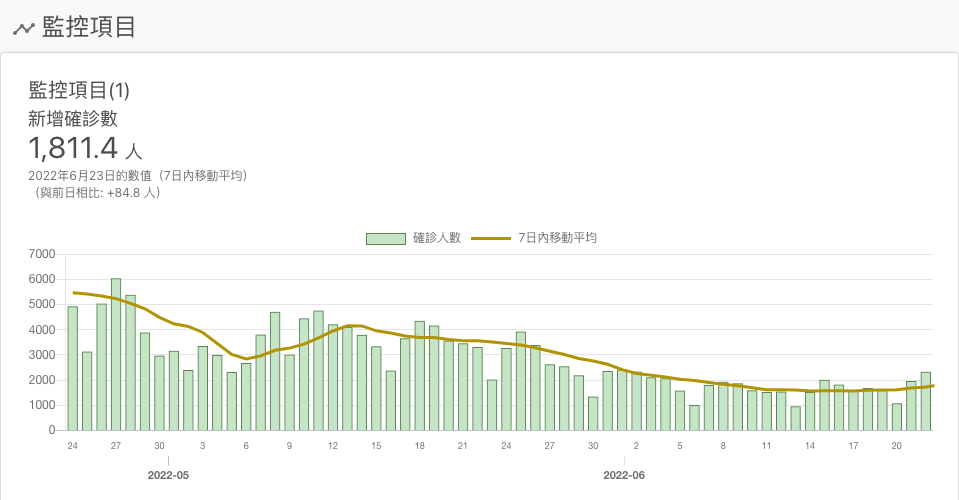 監控項目
監控項目(1)
新增確診數
1,811.4 人
2022年6月23日的數值（7日內移動平均）
（與前日相比: +84.8 人）
確診人數 7日內移動平均
7000
6000
5000
4000
3000
2000
1000
0
24 27 30 3 6 9 12 15 18 21 24 27 30 2 5 8 11 14 17 20
2022-05 2022-06